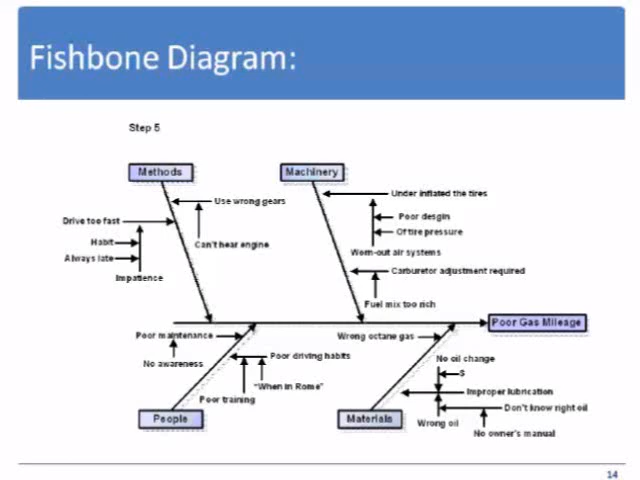 Fishbone Diagram:
Step 5
Methods
Machinery
Use wrong gears
Under inflated the tires
Drive too fast
Poor desgin
Of tire pressure
Habit
Can't hear engine
Worn-out air systems
Always late
Carburetor adjustment required
Impatience
Fuel mix too rich
Poor Gas Mileage
Poor maintenance
Wrong octane gas
No awareness
Poor driving habits
No oil change
$
"When in Rome"
Improper lubrication
Poor training
Don't know right oil
People
Materials
Wrong oil
No owner's manual
14